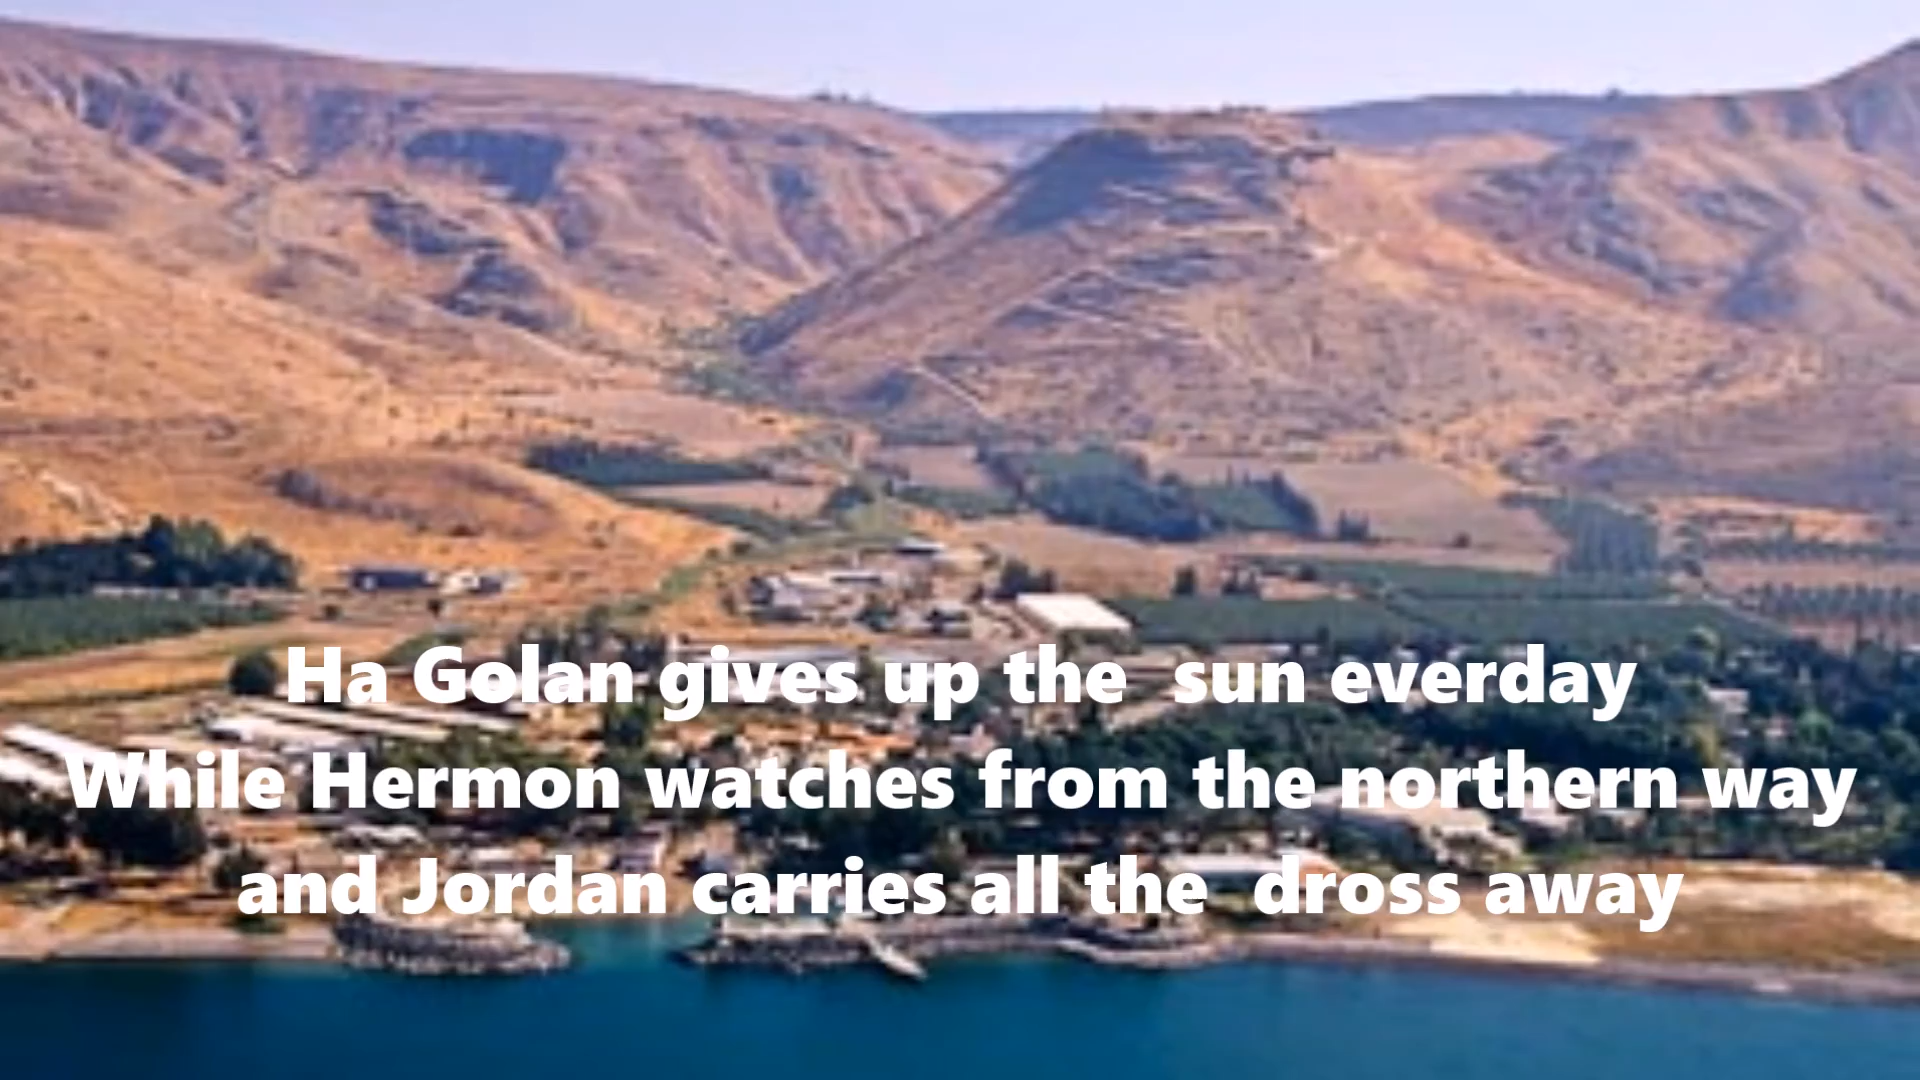 Ha Golan gives up the  sun everday
While Hermon watches from the northern way
and Jordan carries all the  dross away